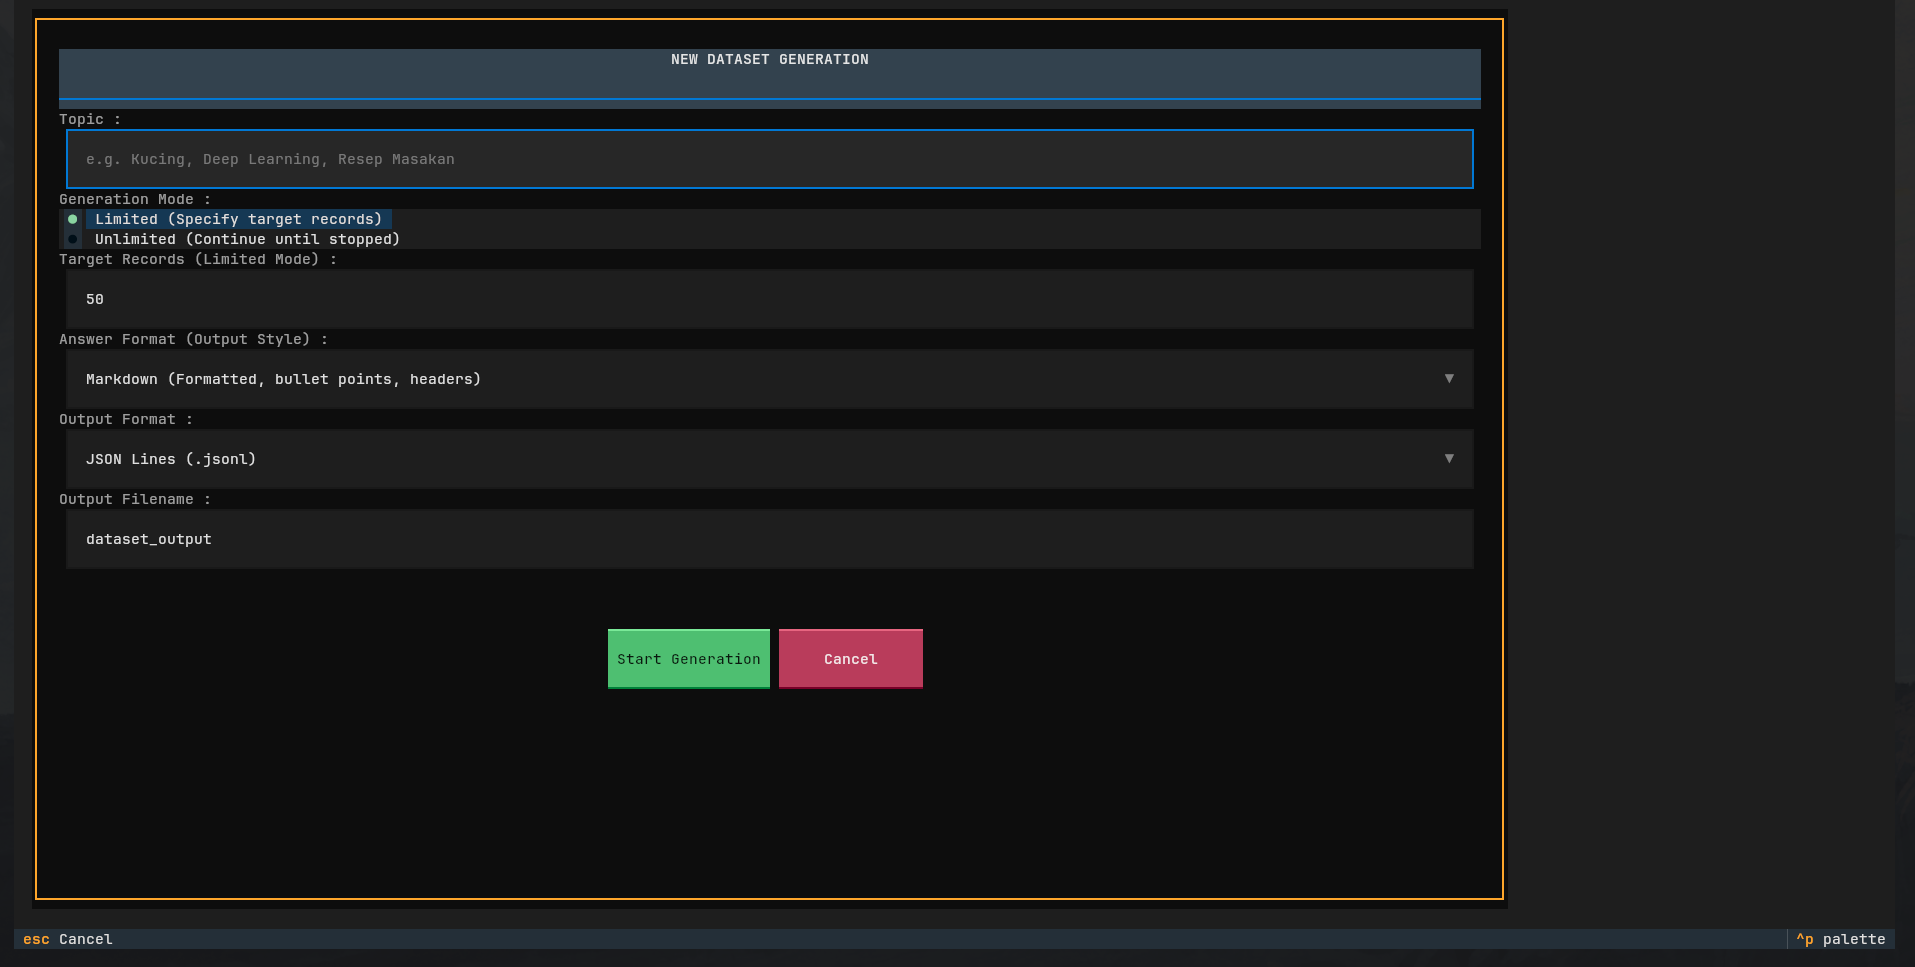 NEW DATASET GENERATION
Topic :
e.g. Kucing, Deep Learning, Resep Masakan
Generation Mode :
Limited (Specify target records)
Unlimited (Continue until stopped)
Target Records (Limited Mode) :
50
Answer Format (Output Style) :
Markdown (Formatted, bullet points, headers)
Output Format :
JSON Lines (.jsonl)
Output Filename :
dataset_output
Start Generation Cancel
esc Cancel ^p palette